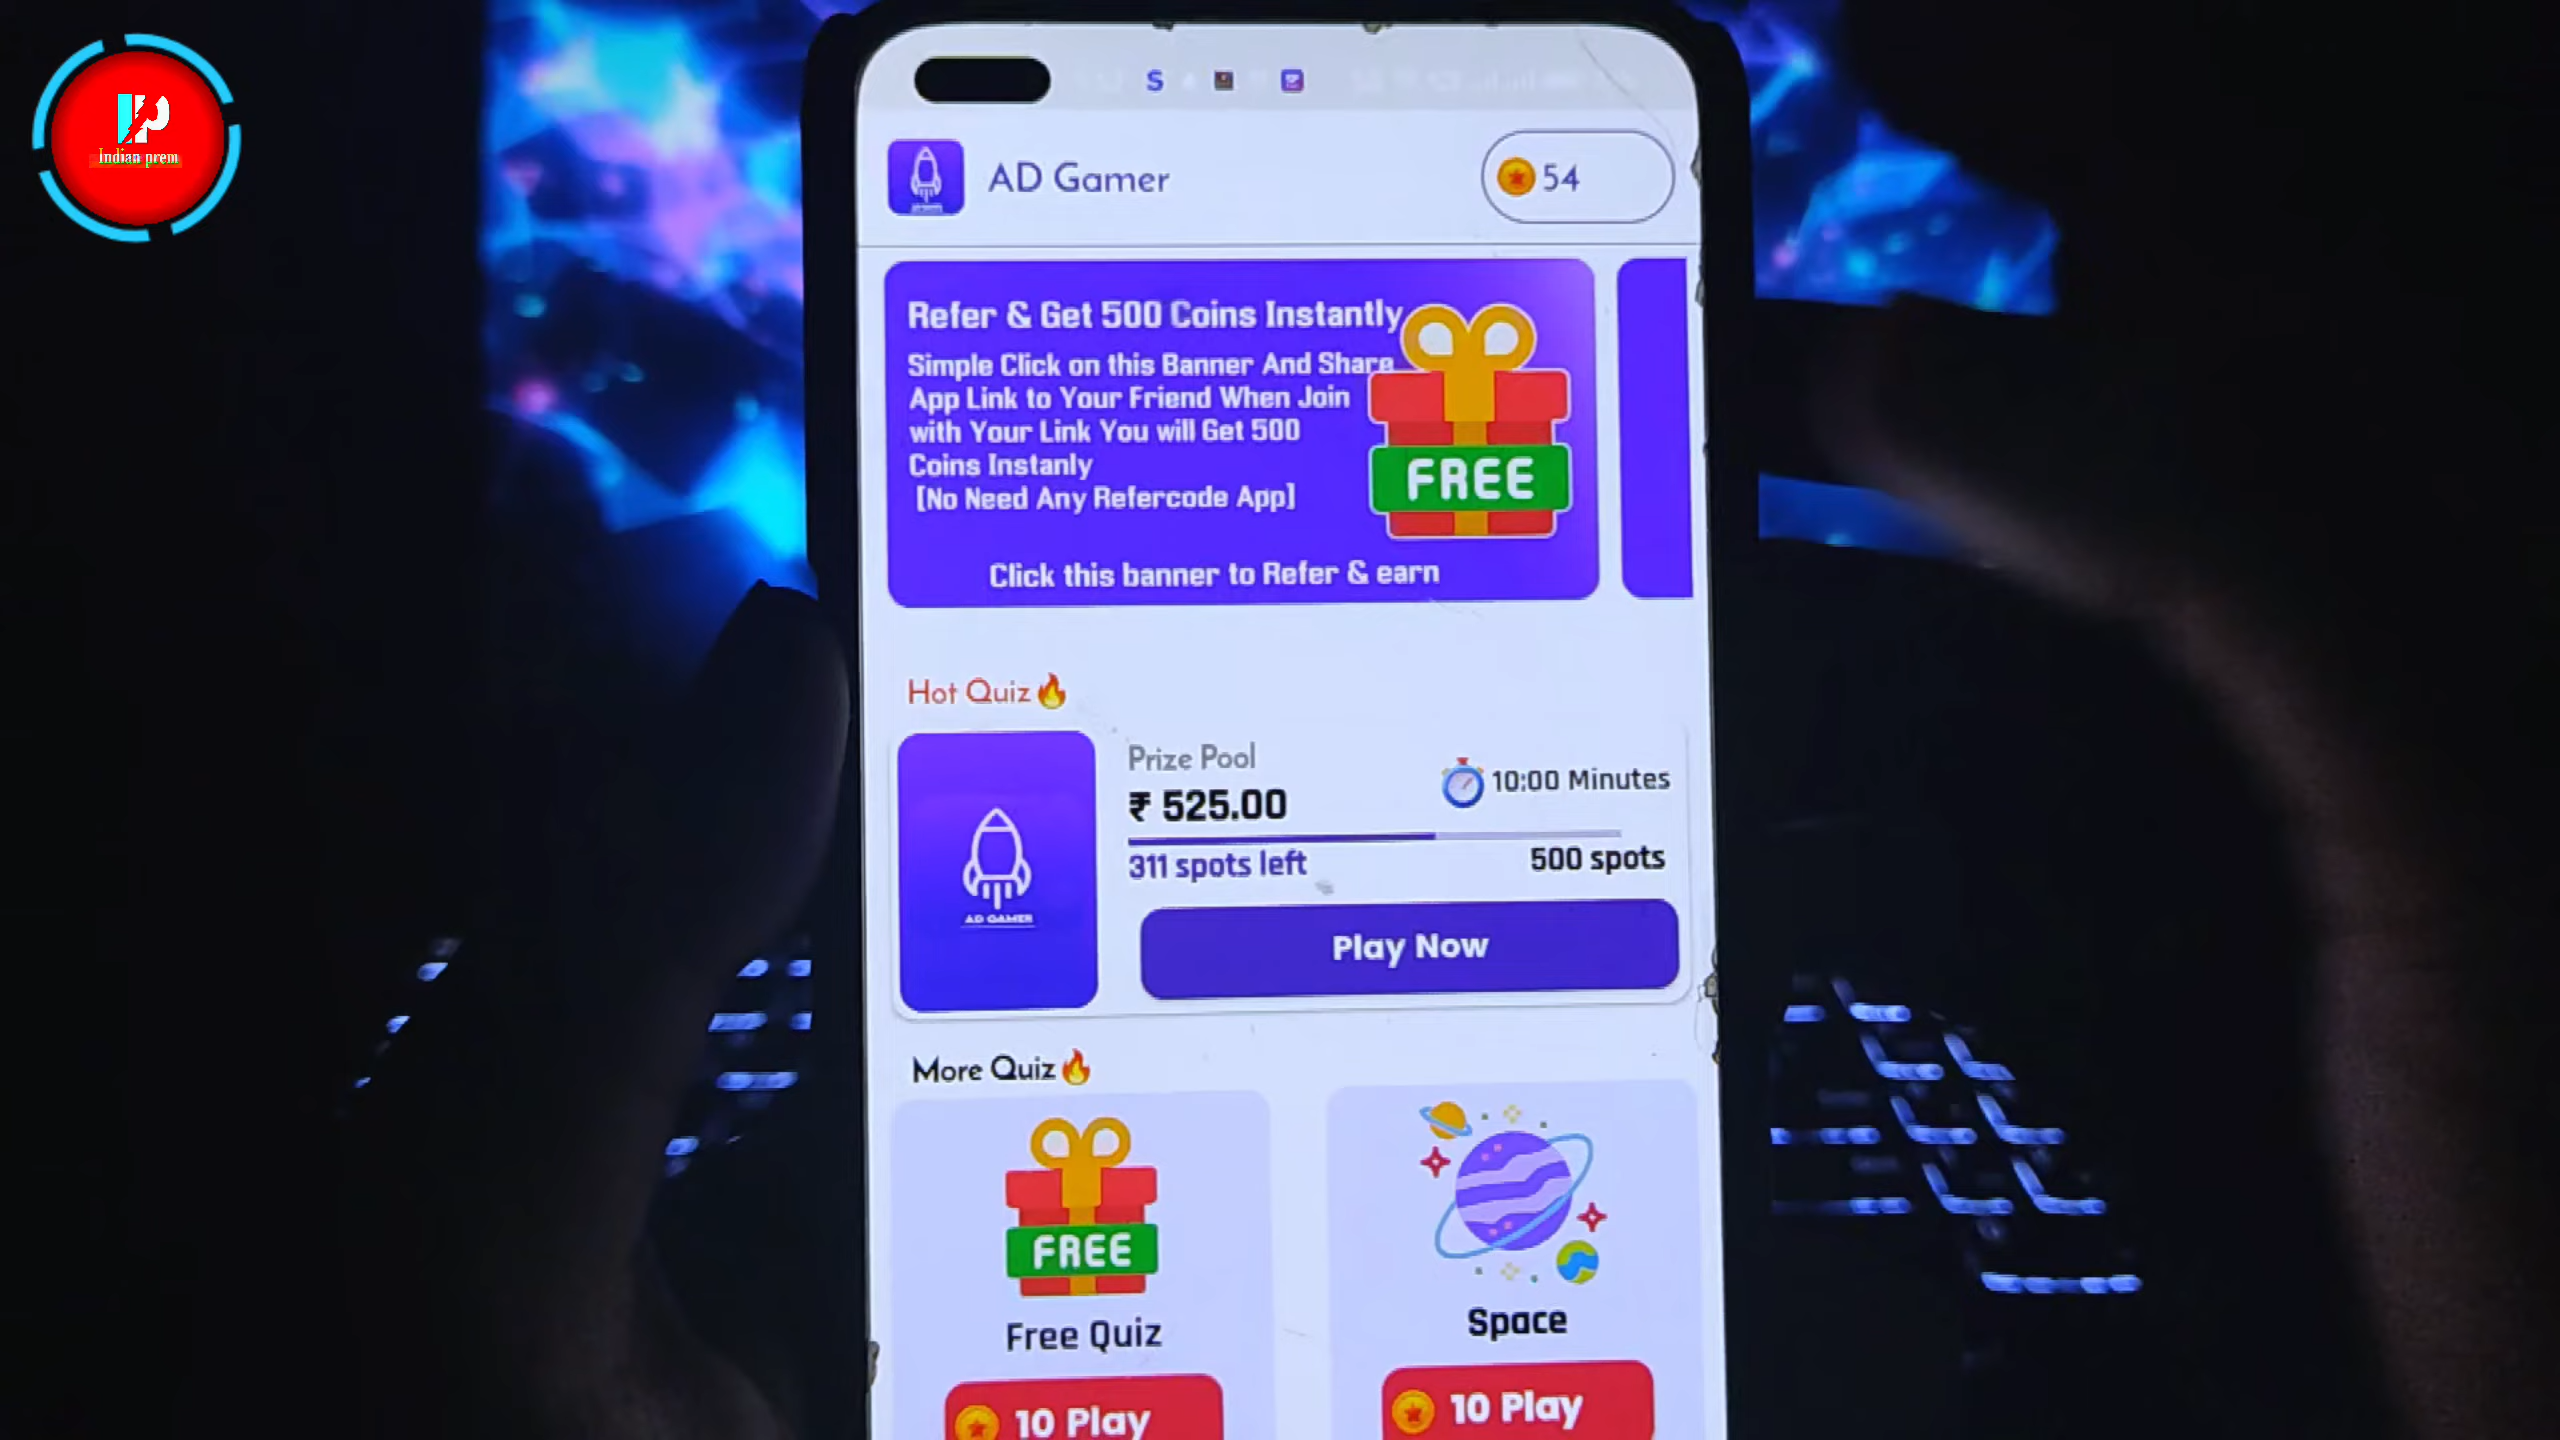 IP
Indian prem
S
AD Gamer
54
Refer & Get 500 Coins Instantly
Simple Click on this Banner And Share
App Link to Your Friend When Join
with Your Link You will Get 500
Coins Instanly
[No Need Any Refercode App]
FREE
Click this banner to Refer & earn
Hot Quiz
Prize Pool
₹ 525.00
10:00 Minutes
311 spots left
500 spots
AD GAMER
Play Now
More Quiz
FREE
Free Quiz
10 Play
Space
10 Play